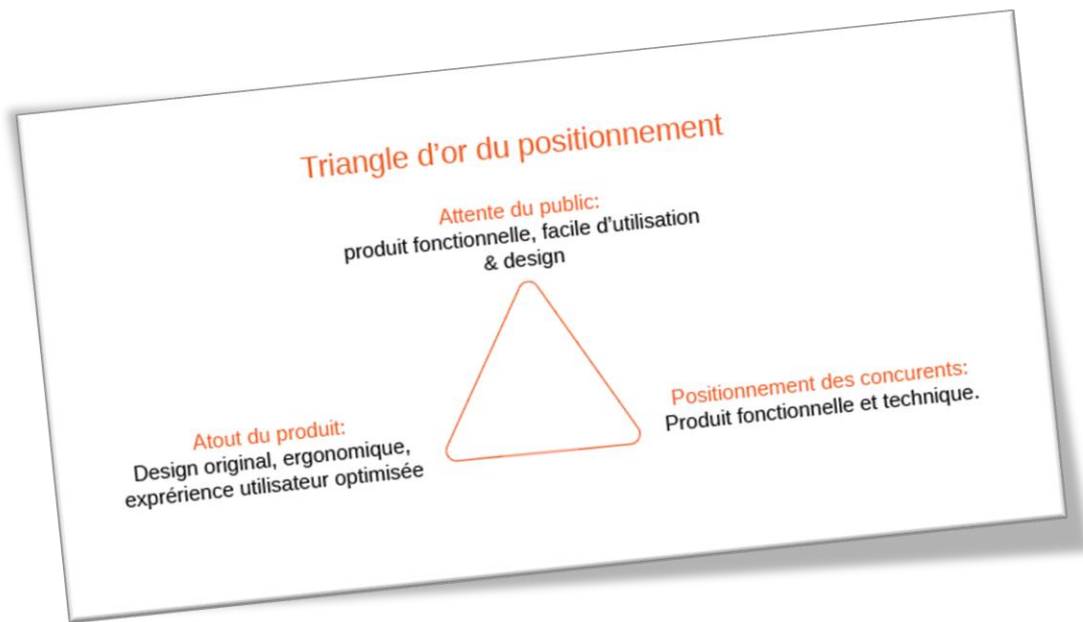 Triangle d’or du positionnement
Attente du public:
produit fonctionnelle, facile d’utilisation
& design
Atout du produit:
Design original, ergonomique,
exprérience utilisateur optimisée
Positionnement des concurents:
Produit fonctionnelle et technique.